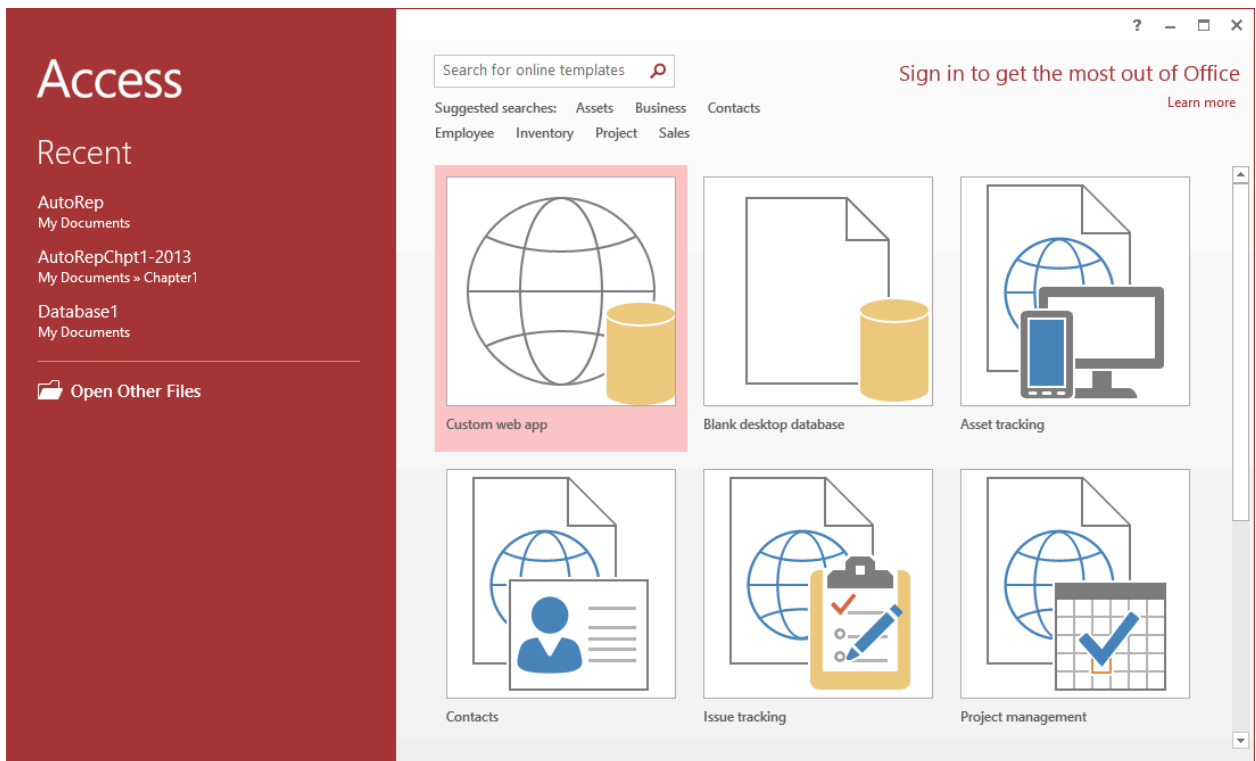 ?
Access
Recent
AutoRep
My Documents
AutoRepChpt1-2013
My Documents » Chapter1
Database1
My Documents
Open Other Files
Search for online templates
Sign in to get the most out of Office
Learn more
Suggested searches: Assets Business Contacts
Employee Inventory Project Sales
Custom web app
Blank desktop database
Asset tracking
Contacts
Issue tracking
Project management